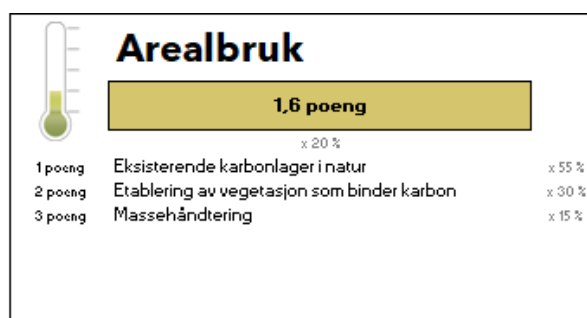 Arealbruk
1,6 poeng
x 20 %
1 poeng Eksisterende karbonlager i natur x 55 %
2 poeng Etablering av vegetasjon som binder karbon x 30 %
3 poeng Massehåndtering x 15 %